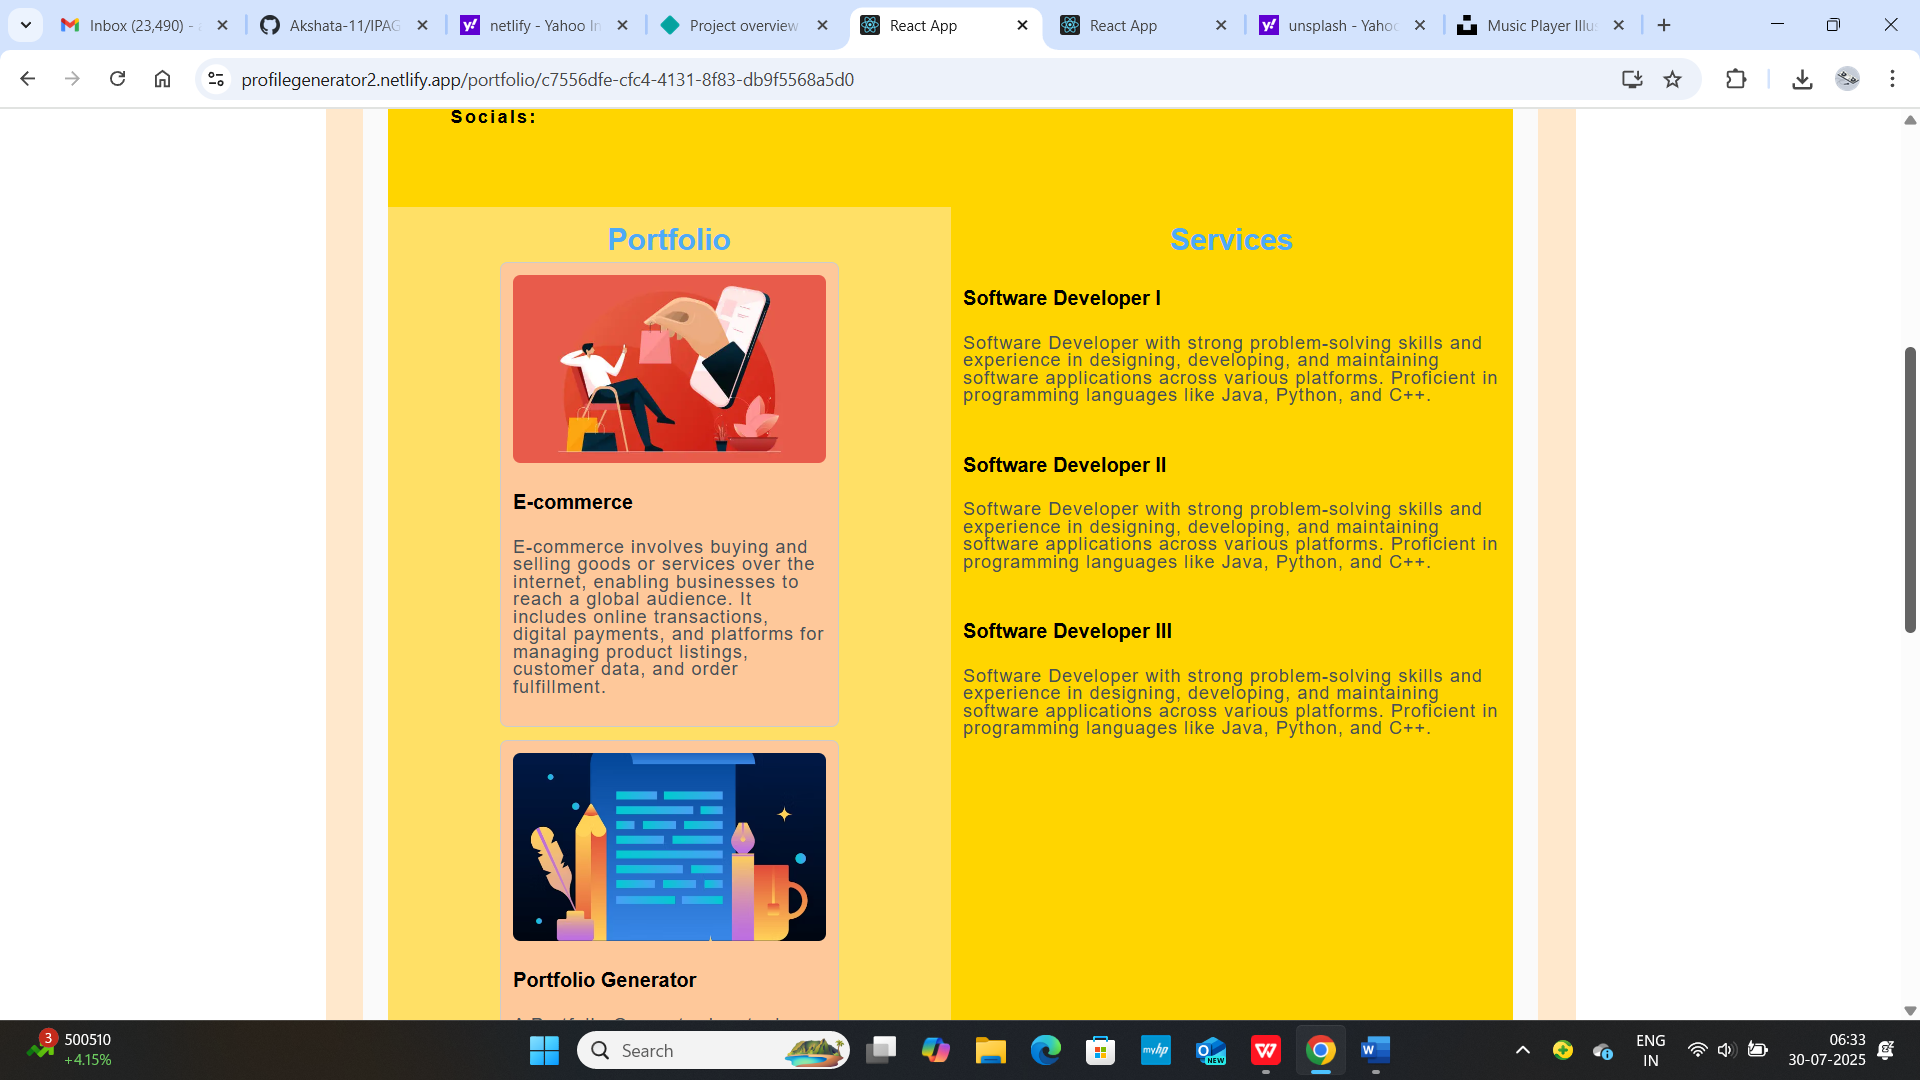 Inbox (23,490) -
Akshata-11/IPAG
netlify - Yahoo In
Project overview
React App
React App
unsplash - Yahoo
Music Player Illus
profilegenerator2.netlify.app/portfolio/c7556dfe-cfc4-4131-8f83-db9f5568a5d0
Socials:
Portfolio
E-commerce
E-commerce involves buying and
selling goods or services over the
internet, enabling businesses to
reach a global audience. It
includes online transactions,
digital payments, and platforms for
managing product listings,
customer data, and order
fulfillment.
Portfolio Generator
Services
Software Developer I
Software Developer with strong problem-solving skills and
experience in designing, developing, and maintaining
software applications across various platforms. Proficient in
programming languages like Java, Python, and C++.
Software Developer II
Software Developer with strong problem-solving skills and
experience in designing, developing, and maintaining
software applications across various platforms. Proficient in
programming languages like Java, Python, and C++.
Software Developer III
Software Developer with strong problem-solving skills and
experience in designing, developing, and maintaining
software applications across various platforms. Proficient in
programming languages like Java, Python, and C++.
3
500510
+4.15%
Search
myhp
NEW
ENG
IN
06:33
30-07-2025